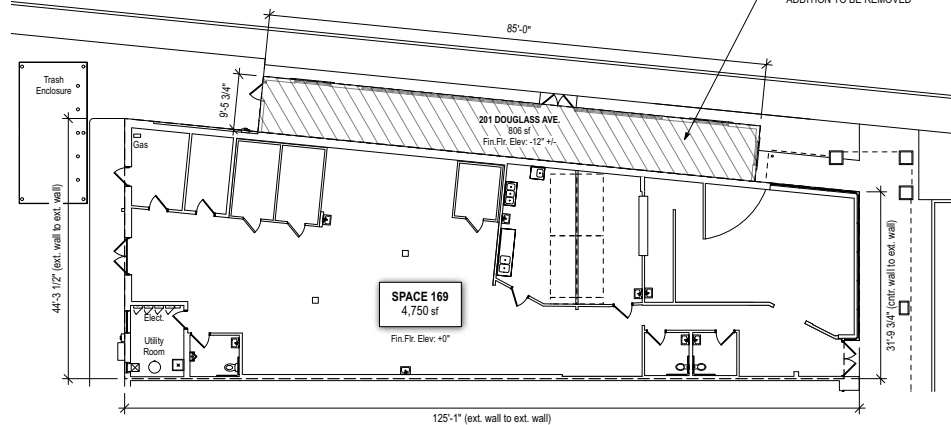 ADDITION TO BE REMOVED
85'-0"
Trash
Enclosure
9'-5 3/4"
201 DOUGLASS AVE.
806 sf
Fin.Flr. Elev: -12" +/-
Gas
44'-3 1/2" (ext. wall to ext. wall)
SPACE 169
4,750 sf
Fin.Flr. Elev: +0"
Elect.
Utility
Room
31'-9 3/4" (cntr. wall to ext. wall)
125'-1" (ext. wall to ext. wall)